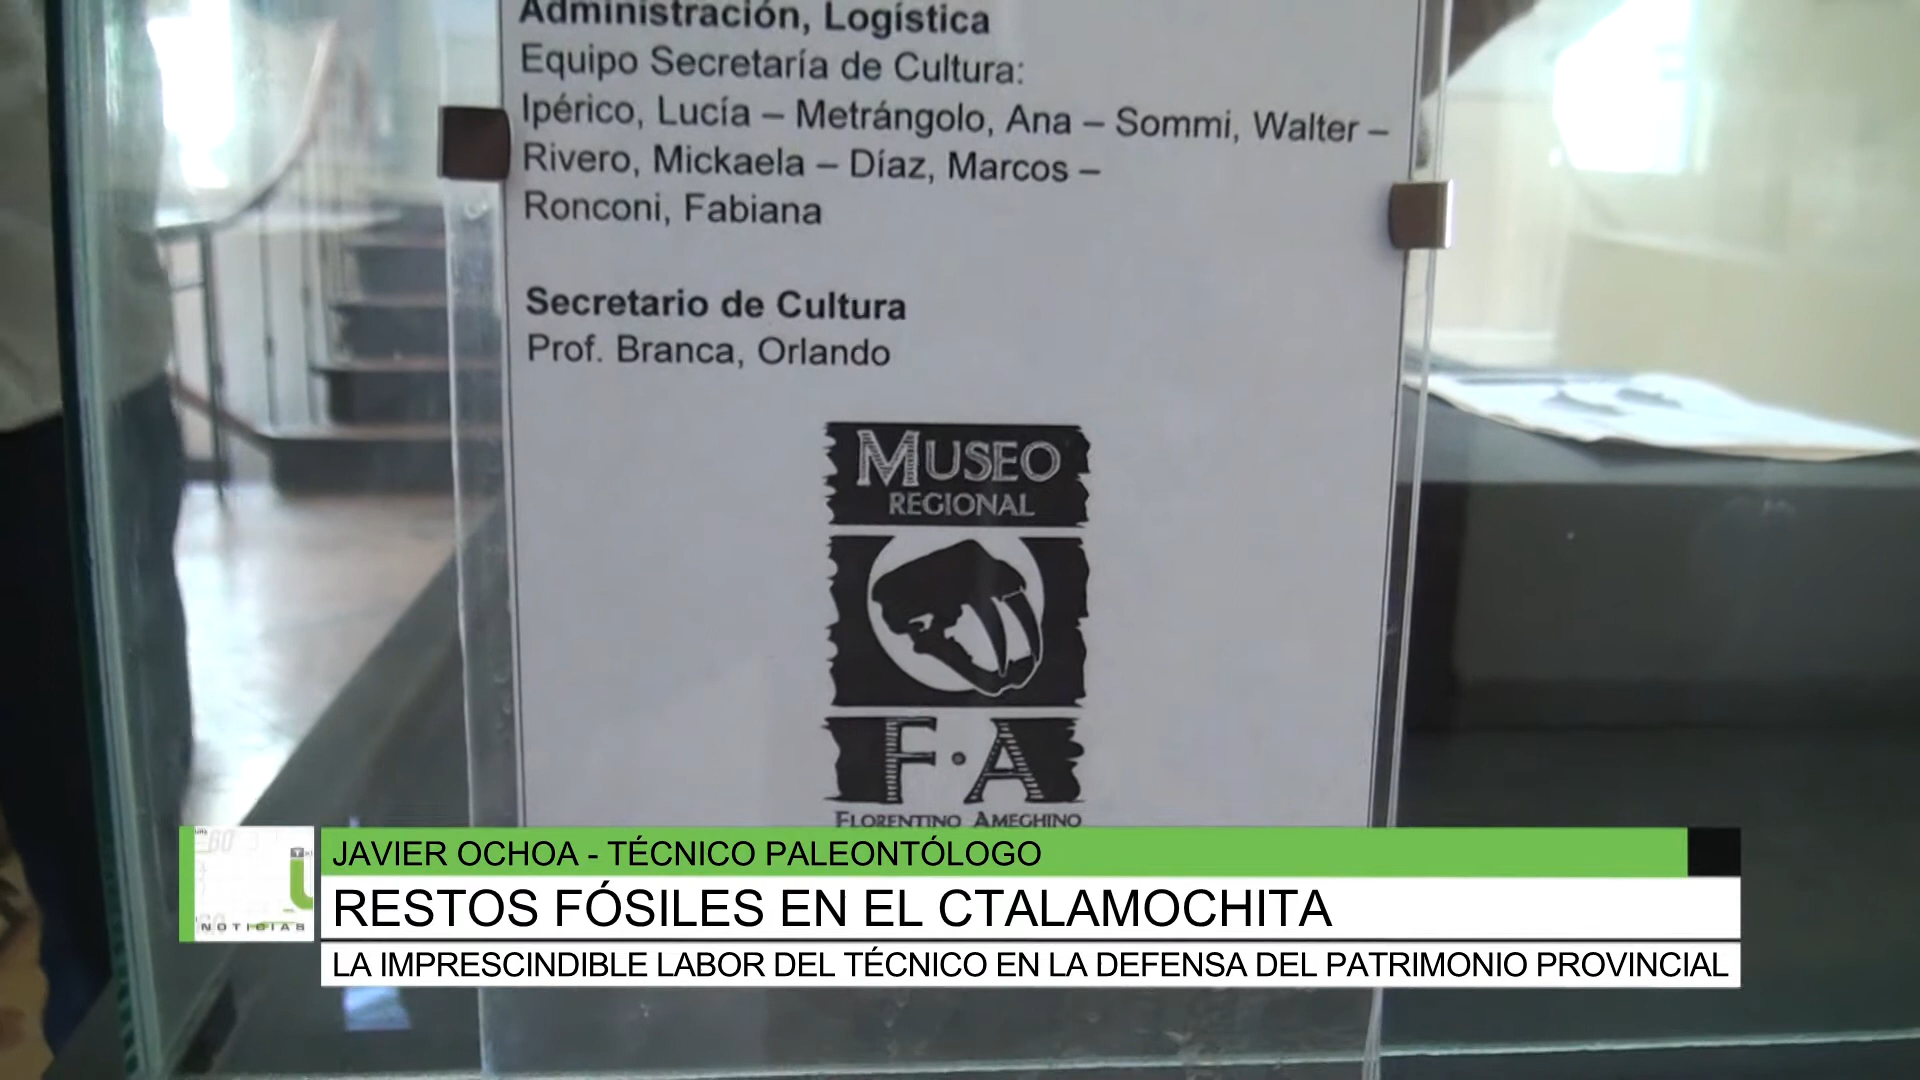 Administración, Logística
Equipo Secretaría de Cultura:
Ipérico, Lucía – Metrángolo, Ana – Sommi, Walter –
Rivero, Mickaela – Díaz, Marcos –
Ronconi, Fabiana
Secretario de Cultura
Prof. Branca, Orlando
MUSEO
REGIONAL
F·A
FLORENTINO AMEGHINO
JAVIER OCHOA - TÉCNICO PALEONTÓLOGO
RESTOS FÓSILES EN EL CTALAMOCHITA
NOTICIAS
LA IMPRESCINDIBLE LABOR DEL TÉCNICO EN LA DEFENSA DEL PATRIMONIO PROVINCIAL